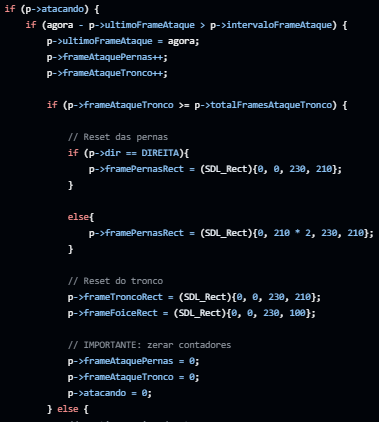 if (p->atacando) {
if (agora - p->ultimoFrameAtaque > p->intervaloFrameAtaque) {
p->ultimoFrameAtaque = agora;
p->frameAtaquePernas++;
p->frameAtaqueTronco++;
if (p->frameAtaqueTronco >= p->totalFramesAtaqueTronco) {
// Reset das pernas
if (p->dir == DIREITA){
p->framePernasRect = (SDL_Rect){0, 0, 230, 210};
}
else{
p->framePernasRect = (SDL_Rect){0, 210 * 2, 230, 210};
}
// Reset do tronco
p->frameTroncoRect = (SDL_Rect){0, 0, 230, 210};
p->frameFoiceRect = (SDL_Rect){0, 0, 230, 100};
// IMPORTANTE: zerar contadores
p->frameAtaquePernas = 0;
p->frameAtaqueTronco = 0;
p->atacando = 0;
} else {